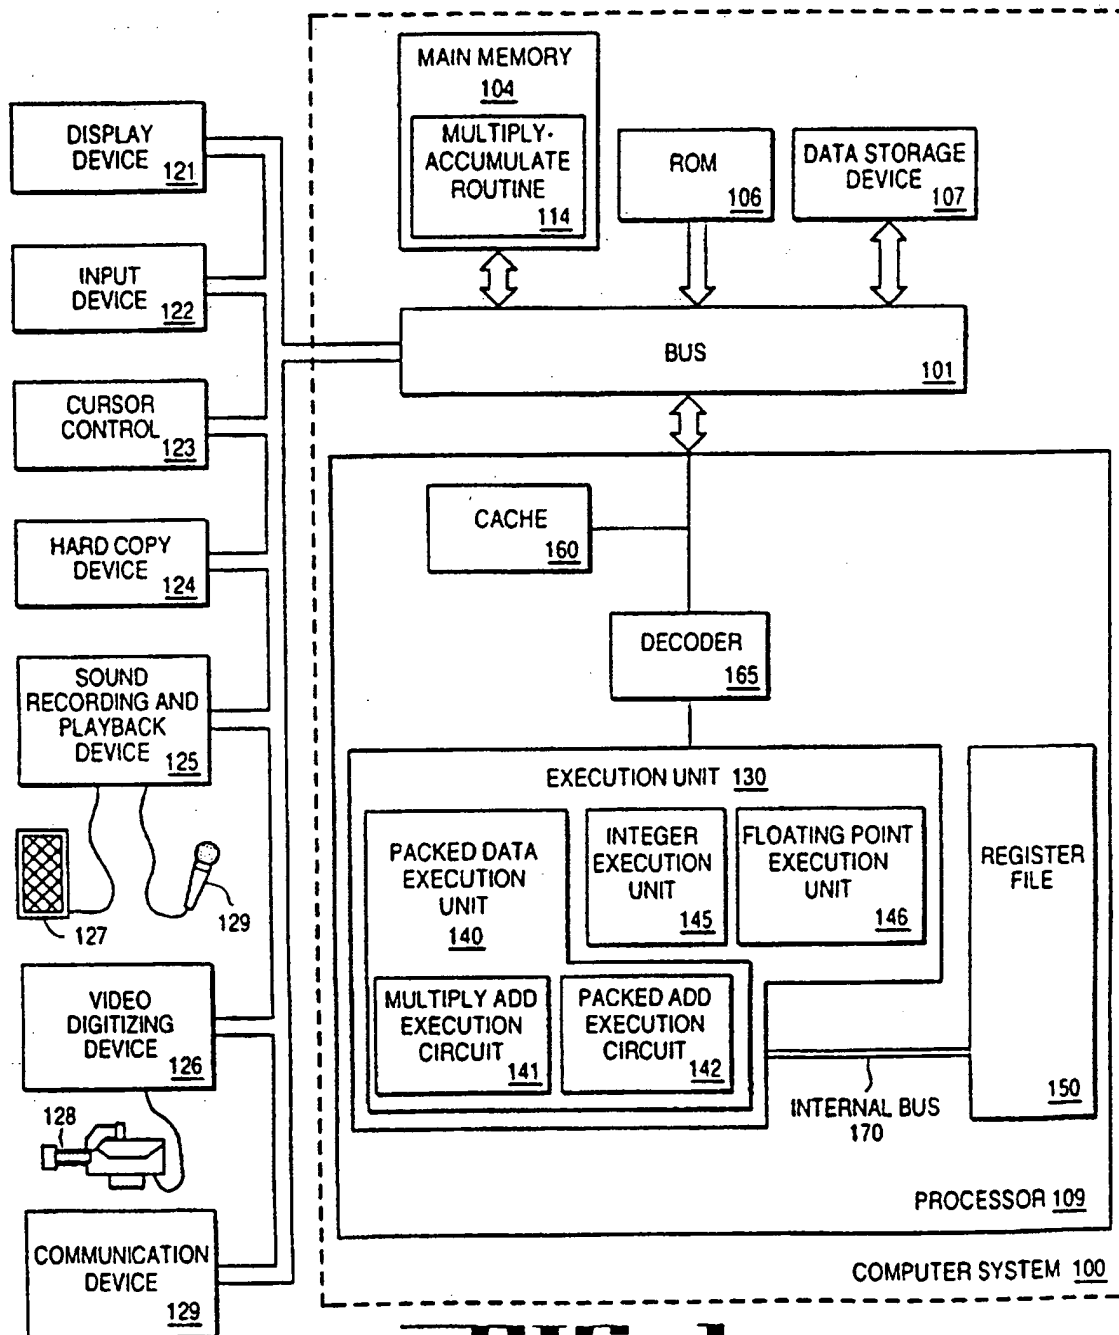 MAIN MEMORY
104
MULTIPLY-
ACCUMULATE
ROUTINE
114
ROM
106
DATA STORAGE
DEVICE
107
DISPLAY
DEVICE
121
INPUT
DEVICE
122
CURSOR
CONTROL
123
HARD COPY
DEVICE
124
SOUND
RECORDING AND
PLAYBACK
DEVICE
125
127
129
VIDEO
DIGITIZING
DEVICE
126
128
COMMUNICATION
DEVICE
129
BUS
101
CACHE
160
DECODER
165
EXECUTION UNIT 130
PACKED DATA
EXECUTION
UNIT
140
INTEGER
EXECUTION
UNIT
145
FLOATING POINT
EXECUTION
UNIT
146
MULTIPLY ADD
EXECUTION
CIRCUIT
141
PACKED ADD
EXECUTION
CIRCUIT
142
REGISTER
FILE
150
INTERNAL BUS
170
PROCESSOR 109
COMPUTER SYSTEM 100